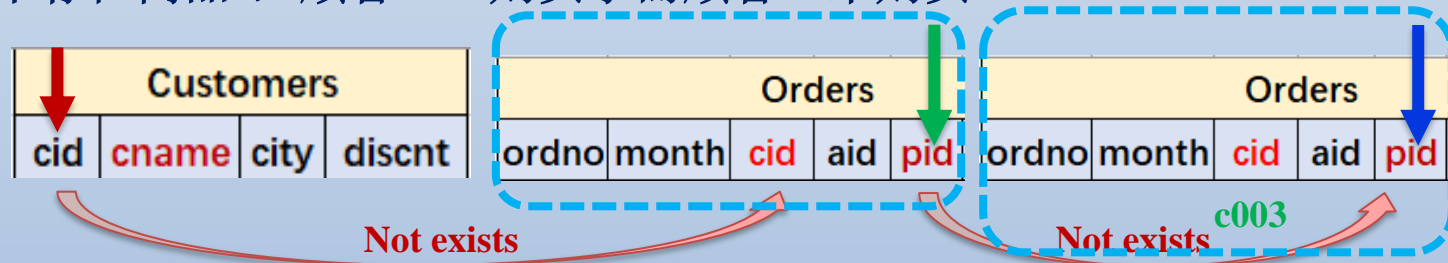 Customers
cid cname city discnt
Orders
ordno month cid aid pid
Orders
ordno month cid aid pid
Not exists
Not exists
c003